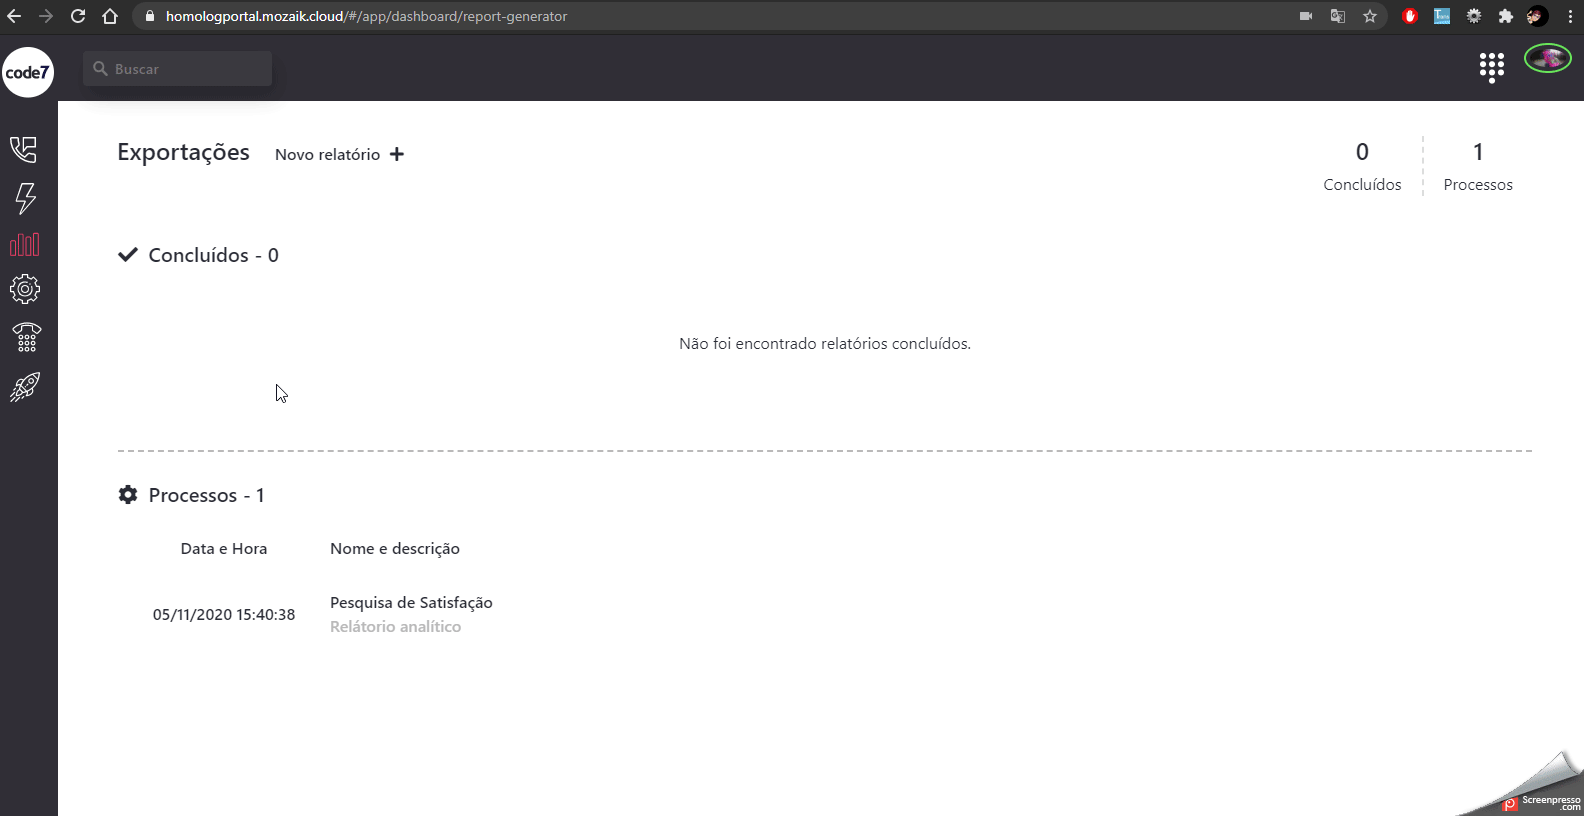 homologportal.mozaik.cloud/#/app/dashboard/report-generator
code7
Buscar
Exportações
Novo relatório
0
Concluídos
1
Processos
Concluídos - 0
Não foi encontrado relatórios concluídos.
Processos - 1
Data e Hora
Nome e descrição
05/11/2020 15:40:38
Pesquisa de Satisfação
Relátorio analítico
Screenpresso
.com